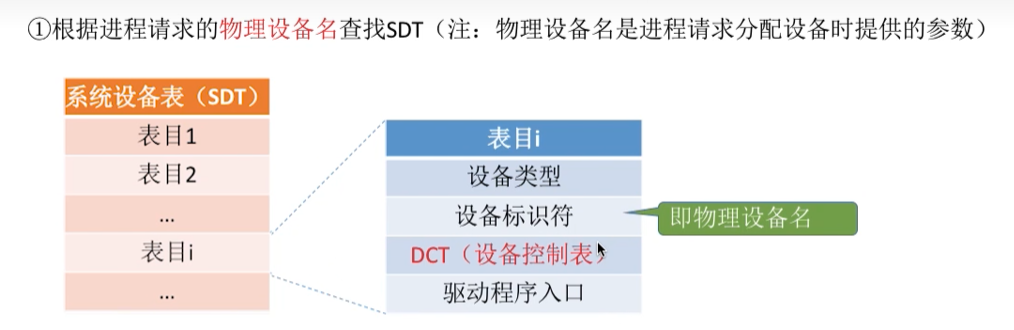 ①根据进程请求的物理设备名查找SDT（注：物理设备名是进程请求分配设备时提供的参数）
系统设备表（SDT）
表目1
表目2
...
表目i
...
表目i
设备类型
设备标识符
DCT（设备控制表）
驱动程序入口
即物理设备名